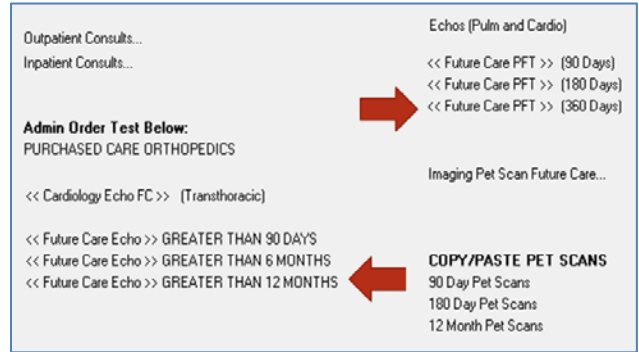 Outpatient Consults...
Inpatient Consults...
Admin Order Test Below:
PURCHASED CARE ORTHOPEDICS
<< Cardiology Echo FC >> (Transthoracic)
<< Future Care Echo >> GREATER THAN 90 DAYS
<< Future Care Echo >> GREATER THAN 6 MONTHS
<< Future Care Echo >> GREATER THAN 12 MONTHS
Echos (Pulm and Cardio)
<< Future Care PFT >> (90 Days)
<< Future Care PFT >> (180 Days)
<< Future Care PFT >> (360 Days)
Imaging Pet Scan Future Care...
COPY/PASTE PET SCANS
90 Day Pet Scans
180 Day Pet Scans
12 Month Pet Scans